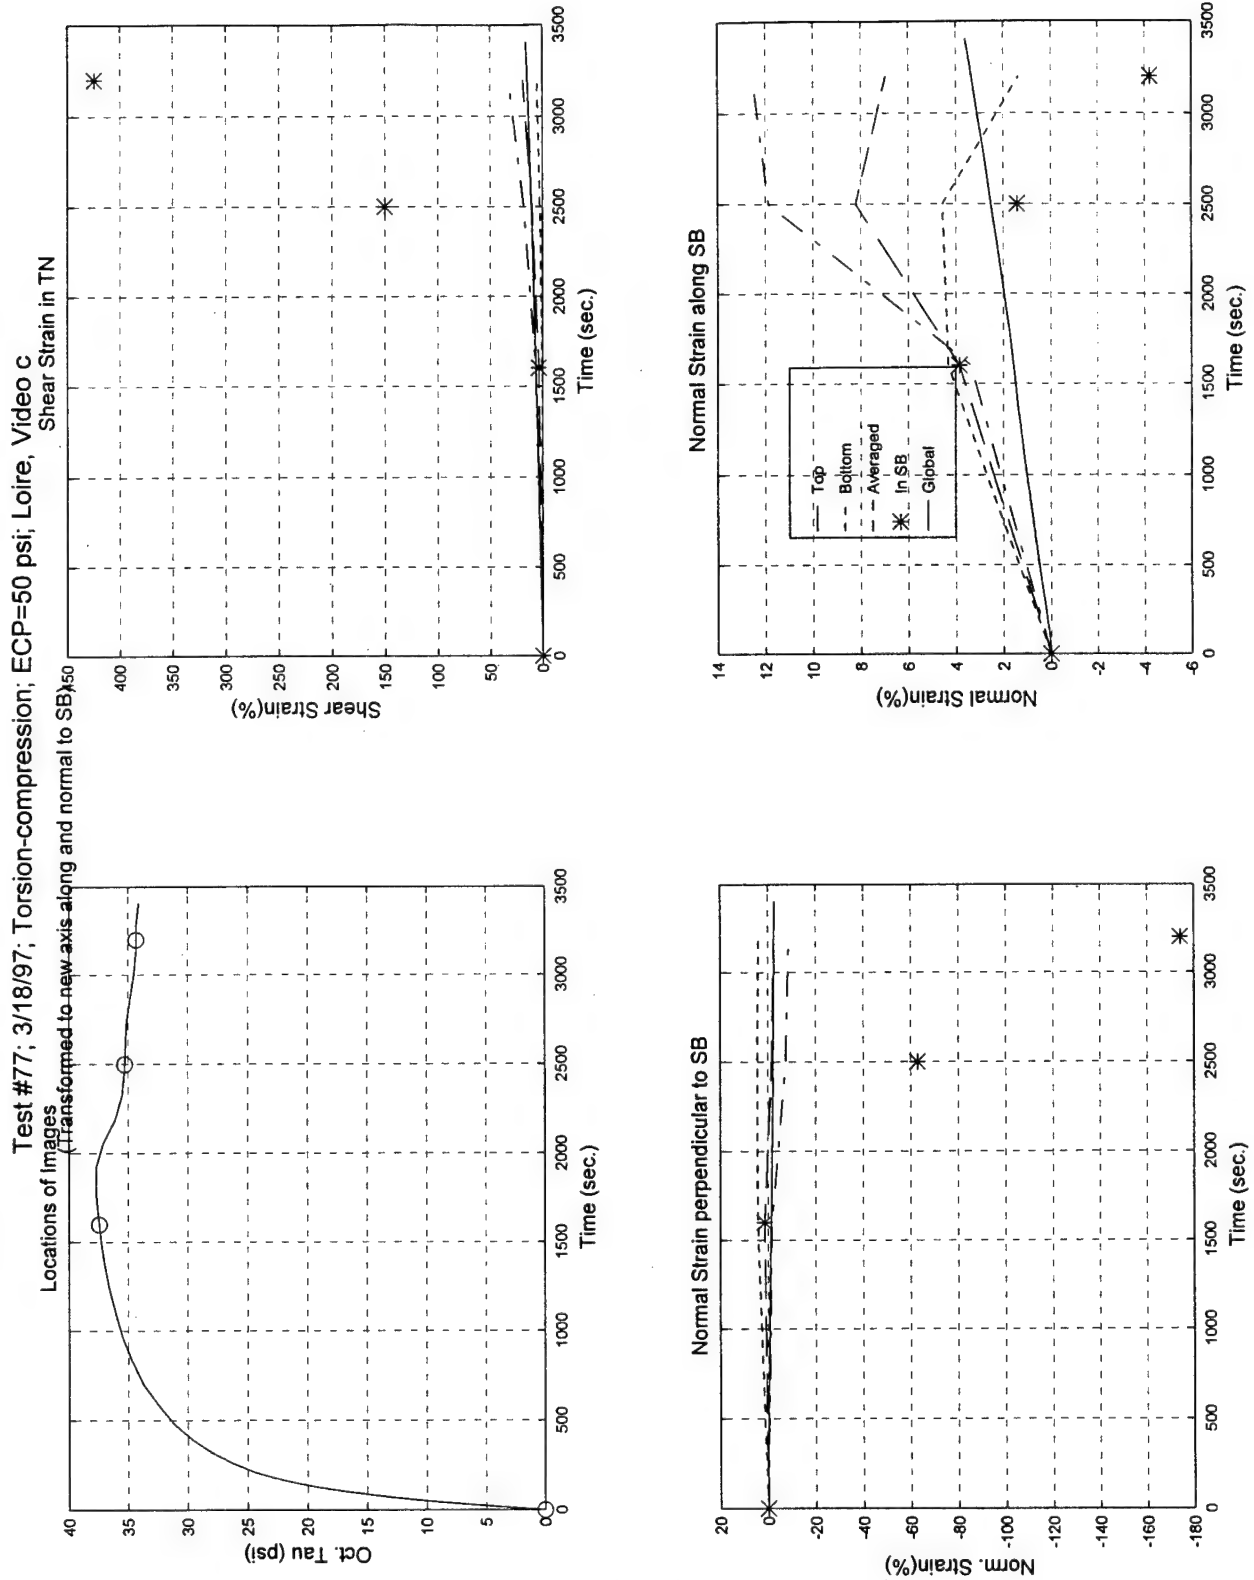 Test #77; 3/18/97; Torsion-compression; ECP=50 psi; Loire, Video c
Locations of Images
(Transformed to new axis along and normal to SB)
40
35
30
25
20
15
10
5
0
Oct. Tau (psi)
0 500 1000 1500 2000 2500 3000 3500
Time (sec.)
Shear Strain in TN
450
400
350
300
250
200
150
100
50
0
Shear Strain(%)
0 500 1000 1500 2000 2500 3000 3500
Time (sec.)
Normal Strain perpendicular to SB
20
0
-20
-40
-60
-80
-100
-120
-140
-160
-180
Norm. Strain(%)
0 500 1000 1500 2000 2500 3000 3500
Time (sec.)
Normal Strain along SB
14
12
10
8
6
4
2
0
-2
-4
-6
Normal Strain(%)
Top
Bottom
Averaged
In SB
Global
0 500 1000 1500 2000 2500 3000 3500
Time (sec.)